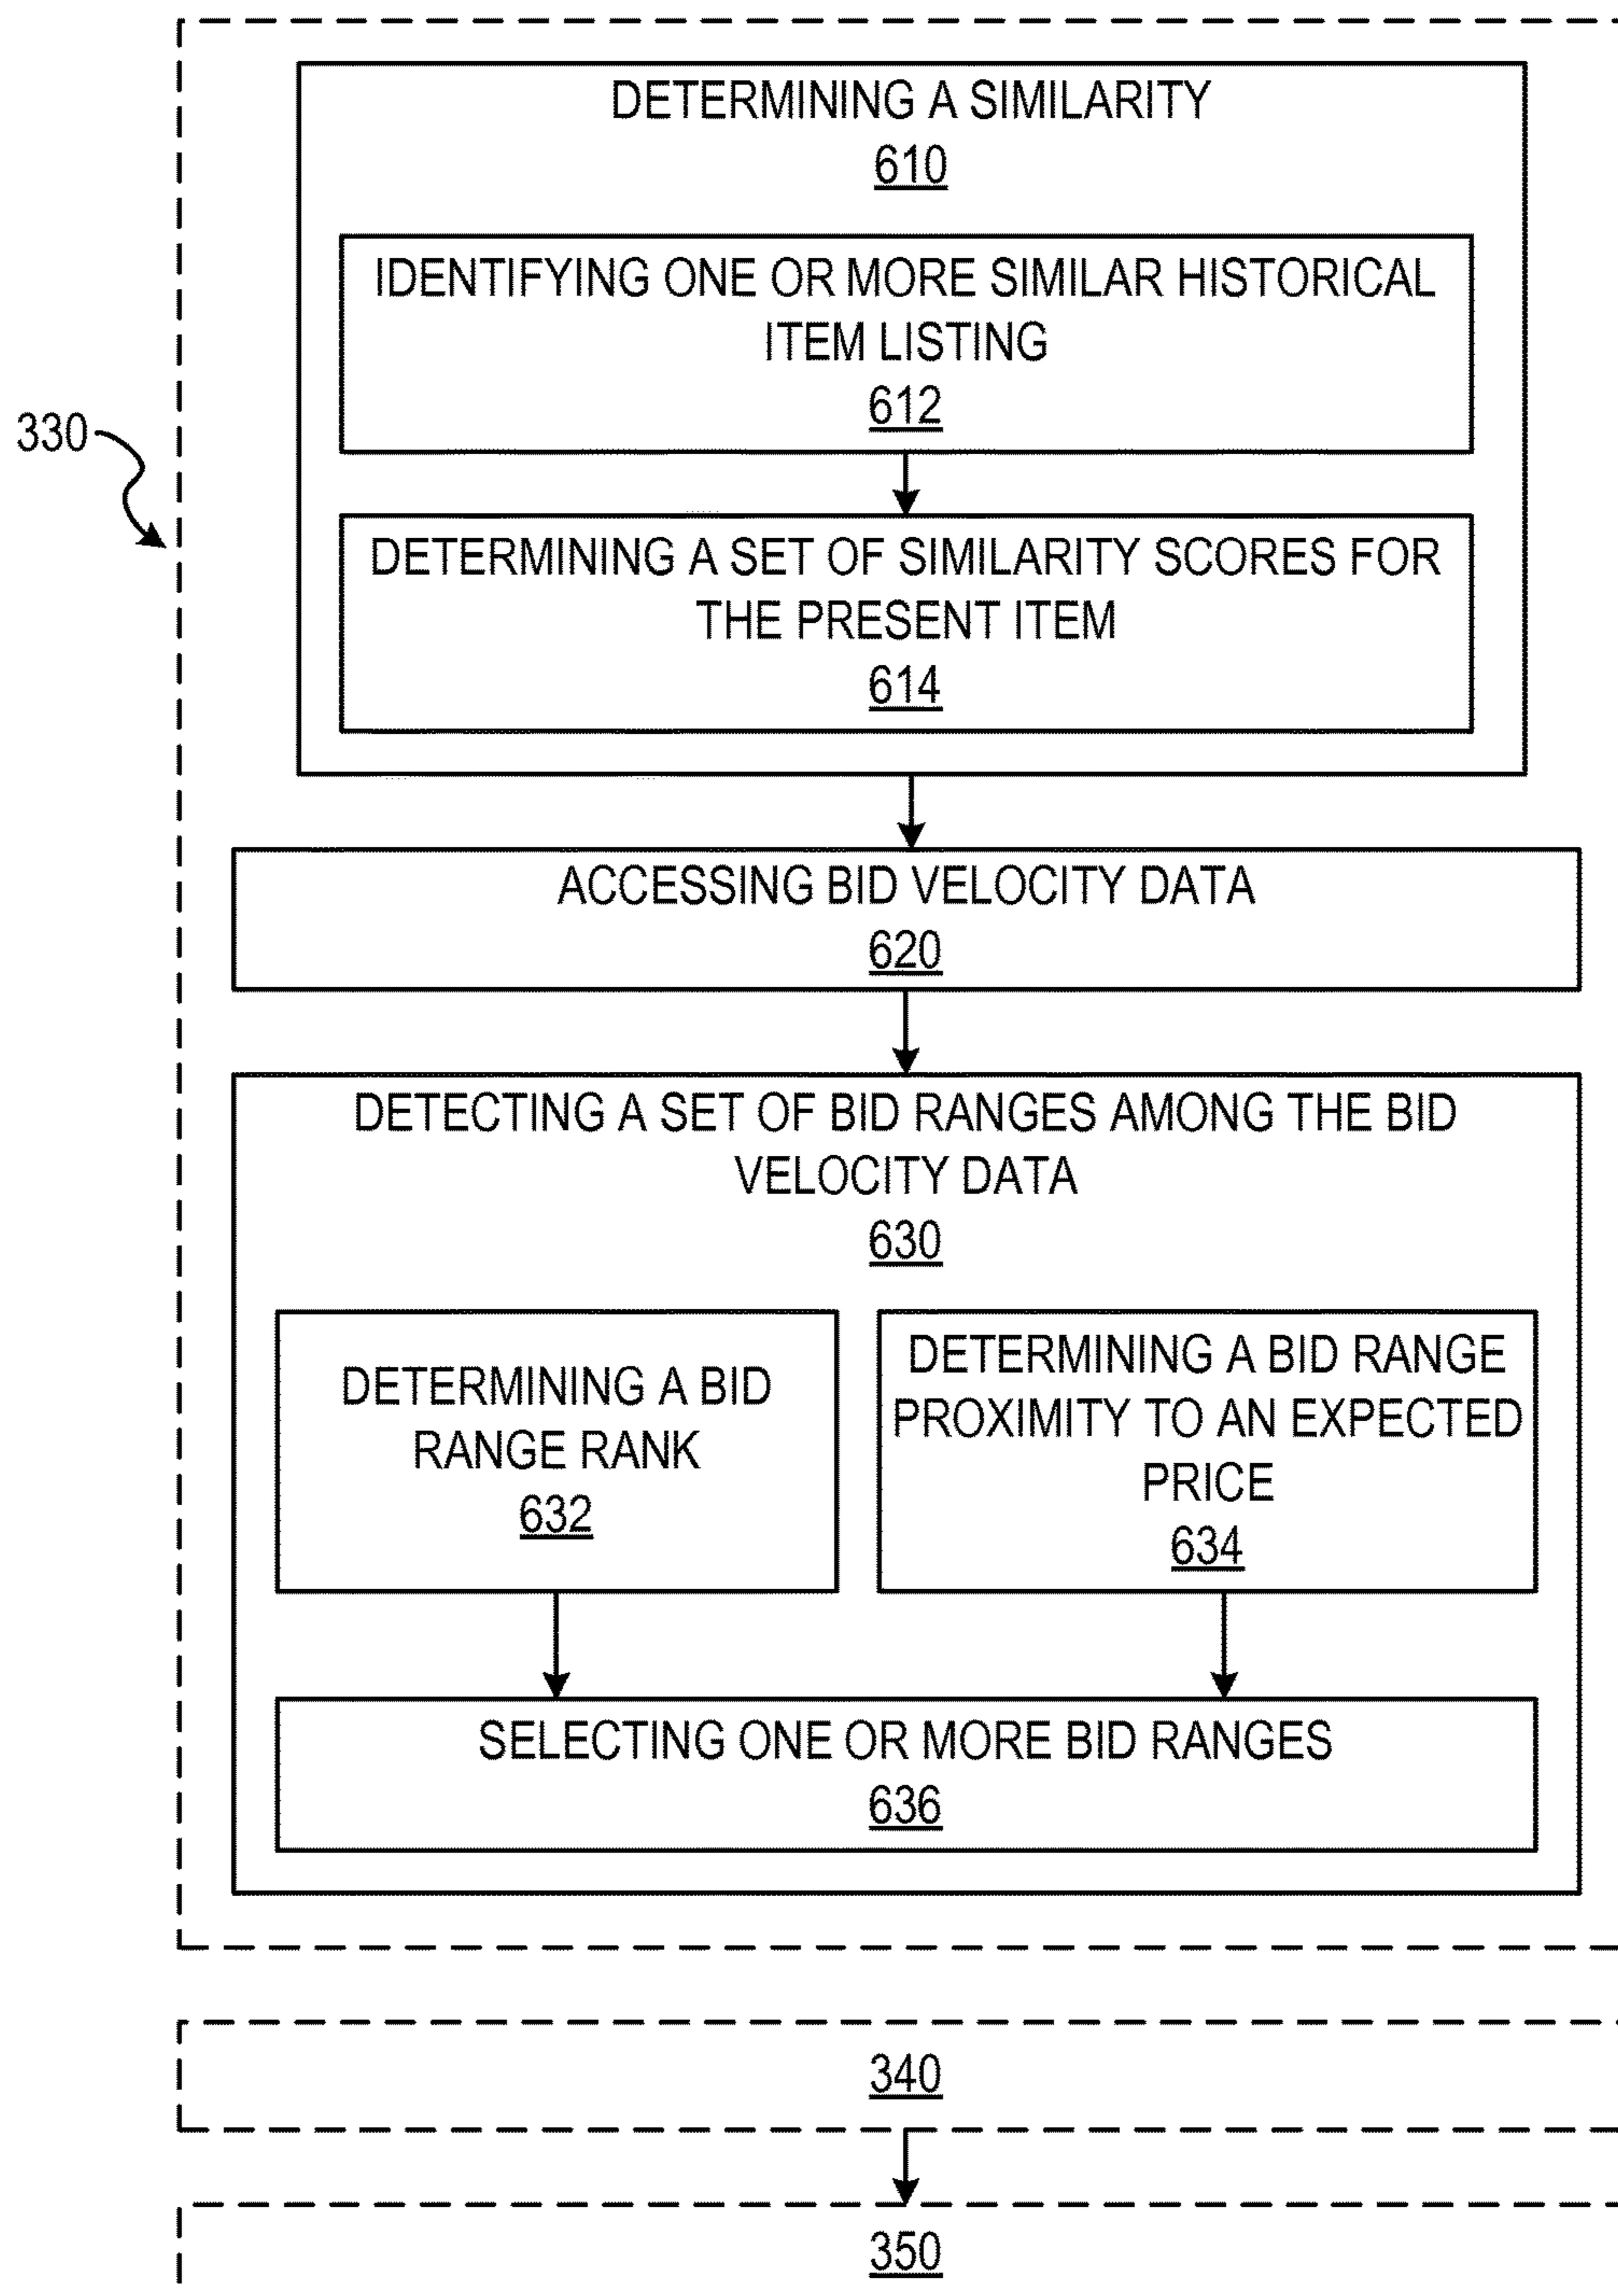 DETERMINING A SIMILARITY
610
IDENTIFYING ONE OR MORE SIMILAR HISTORICAL
ITEM LISTING
612
330
DETERMINING A SET OF SIMILARITY SCORES FOR
THE PRESENT ITEM
614
ACCESSING BID VELOCITY DATA
620
DETECTING A SET OF BID RANGES AMONG THE BID
VELOCITY DATA
630
DETERMINING A BID
RANGE RANK
632
DETERMINING A BID RANGE
PROXIMITY TO AN EXPECTED
PRICE
634
SELECTING ONE OR MORE BID RANGES
636
340
350